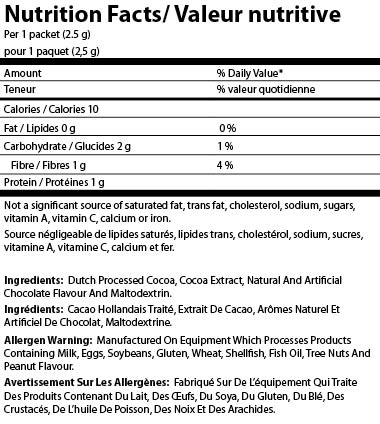 Nutrition Facts/ Valeur nutritive
Per 1 packet (2.5 g)
pour 1 paquet (2,5 g)
Amount % Daily Value*
Teneur % valeur quotidienne
Calories / Calories 10
Fat / Lipides 0 g 0 %
Carbohydrate / Glucides 2 g 1 %
Fibre / Fibres 1 g 4 %
Protein / Protéines 1 g
Not a significant source of saturated fat, trans fat, cholesterol, sodium, sugars,
vitamin A, vitamin C, calcium or iron.
Source négligeable de lipides saturés, lipides trans, cholestérol, sodium, sucres,
vitamine A, vitamine C, calcium et fer.
Ingredients: Dutch Processed Cocoa, Cocoa Extract, Natural And Artificial
Chocolate Flavour And Maltodextrin.
Ingrédients: Cacao Hollandais Traité, Extrait De Cacao, Arômes Naturel Et
Artificiel De Chocolat, Maltodextrine.
Allergen Warning: Manufactured On Equipment Which Processes Products
Containing Milk, Eggs, Soybeans, Gluten, Wheat, Shellfish, Fish Oil, Tree Nuts And
Peanut Flavour.
Avertissement Sur Les Allergènes: Fabriqué Sur De L'équipement Qui Traite
Des Produits Contenant Du Lait, Des Œufs, Du Soya, Du Gluten, Du Blé, Des
Crustacés, De L'huile De Poisson, Des Noix Et Des Arachides.